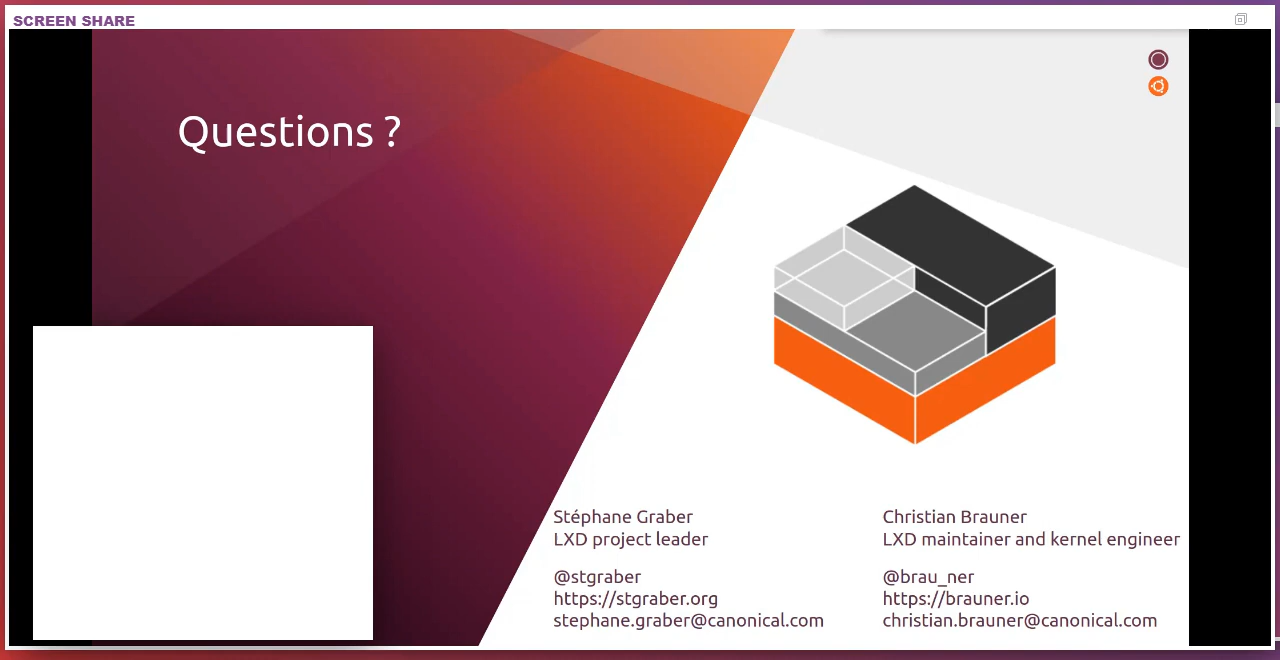 SCREEN SHARE
Questions ?
Stéphane Graber
LXD project leader
@stgraber
https://stgraber.org
stephane.graber@canonical.com
Christian Brauner
LXD maintainer and kernel engineer
@brau_ner
https://brauner.io
christian.brauner@canonical.com